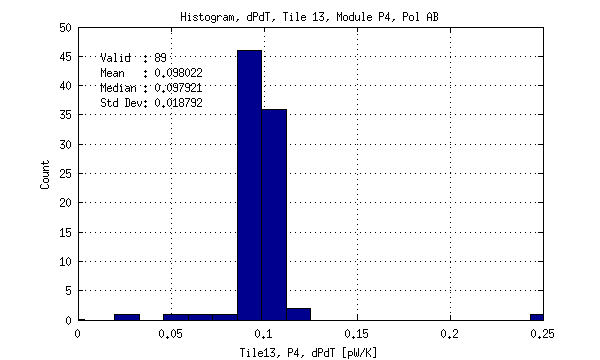 Histogram, dPdT, Tile 13, Module P4, Pol AB
50
45
40
35
30
25
20
15
10
5
0
Valid : 89
Mean : 0.098022
Median : 0.097921
Std Dev: 0.018792
Count
0 0.05 0.1 0.15 0.2 0.25
Tile13, P4, dPdT [pW/K]